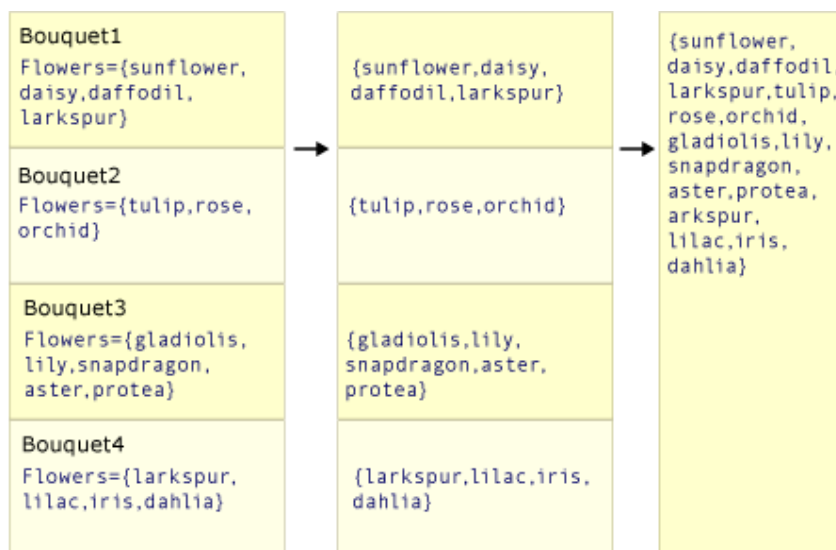 Bouquet1
Flowers={sunflower,
daisy,daffodil,
larkspur}
Bouquet2
Flowers={tulip,rose,
orchid}
Bouquet3
Flowers={gladiolis,
lily,snapdragon,
aster,protea}
Bouquet4
Flowers={larkspur,
lilac,iris,dahlia}
{sunflower,daisy,
daffodil,larkspur}
{tulip,rose,orchid}
{gladiolis,lily,
snapdragon,aster,
protea}
{larkspur,lilac,iris,
dahlia}
{sunflower,
daisy,daffodil,
larkspur,tulip,
rose,orchid,
gladiolis,lily,
snapdragon,
aster,protea,
arkspur,
lilac,iris,
dahlia}